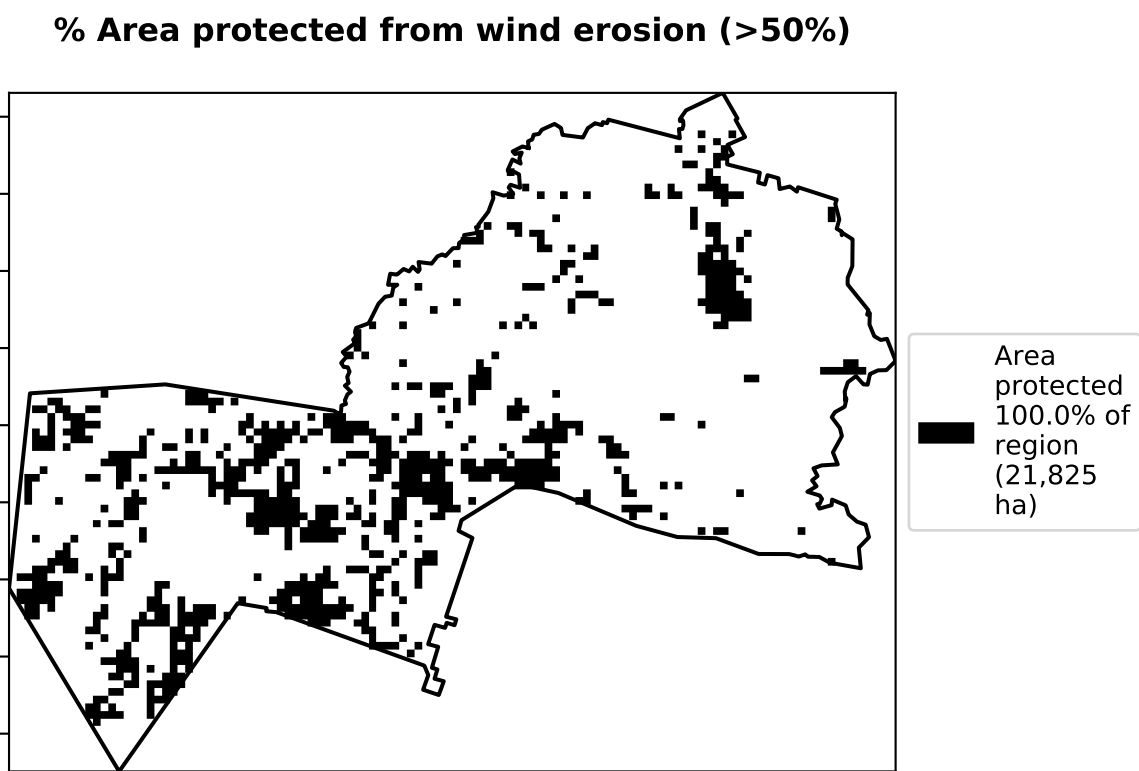 % Area protected from wind erosion (>50%)
Area
protected
100.0% of
region
(21,825
ha)